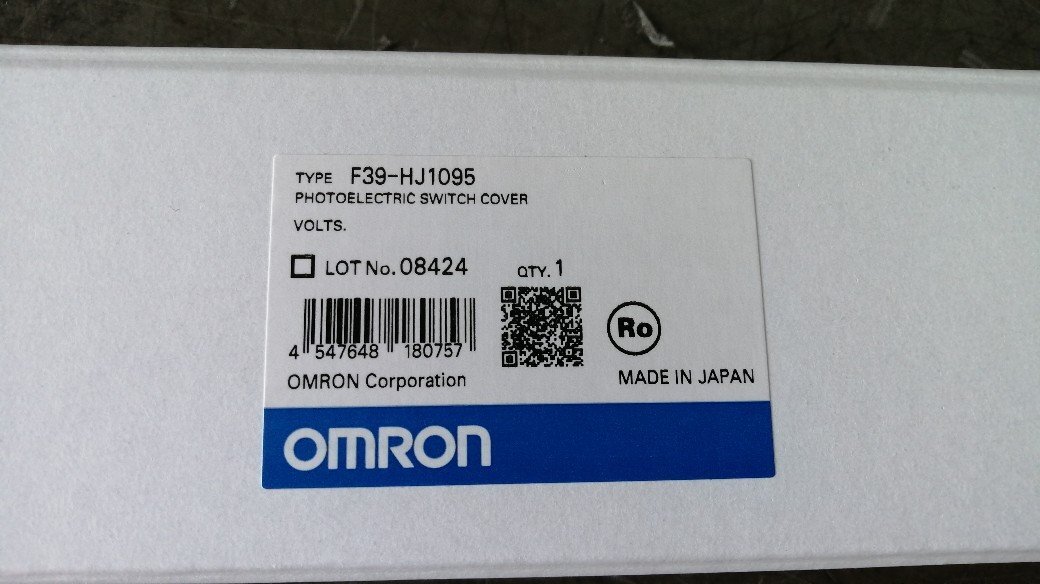 TYPE F39-HJ1095
PHOTOELECTRIC SWITCH COVER
VOLTS.
LOT No. 08424 QTY. 1
4 547648 180757
Ro
OMRON Corporation MADE IN JAPAN
OMRON